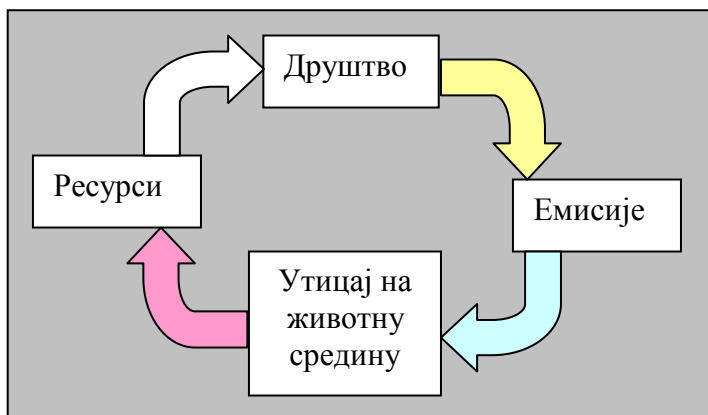 Друштво
Ресурси
Емисије
Утицај на
животну
средину